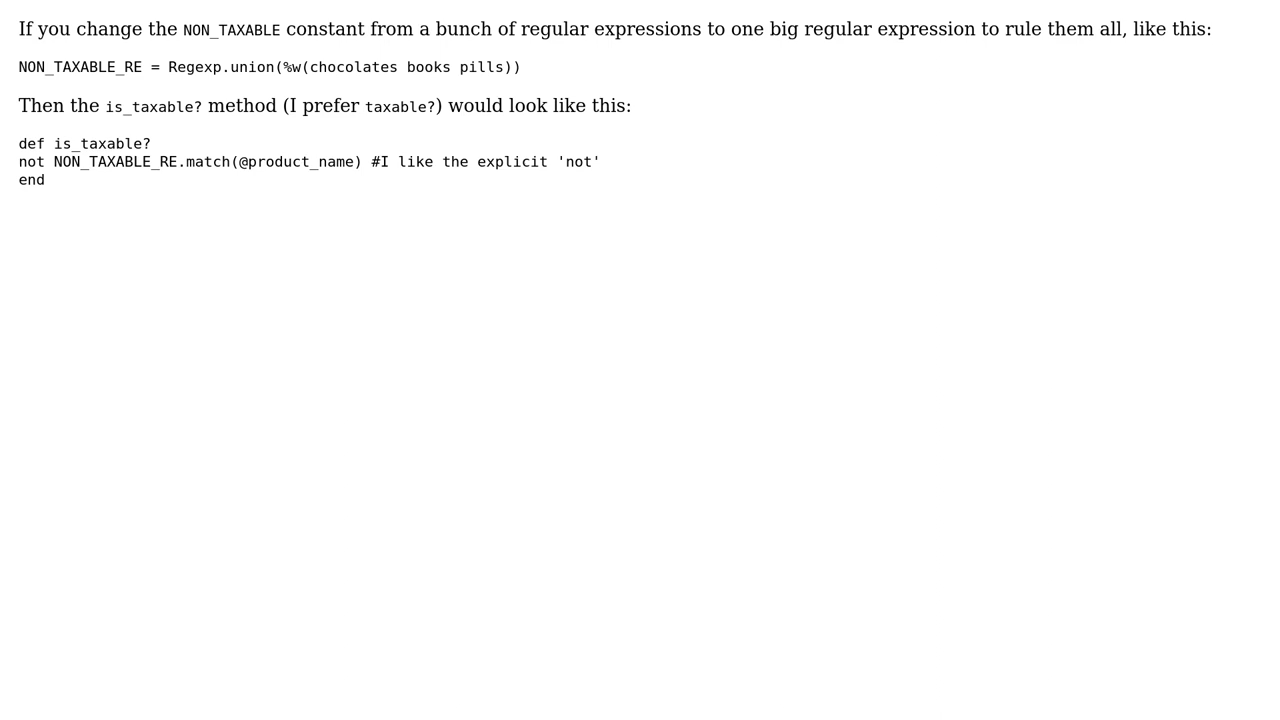 If you change the NON_TAXABLE constant from a bunch of regular expressions to one big regular expression to rule them all, like this:
NON_TAXABLE_RE = Regexp.union(%w(chocolates books pills))
Then the is_taxable? method (I prefer taxable?) would look like this:
def is_taxable?
not NON_TAXABLE_RE.match(@product_name) #I like the explicit 'not'
end